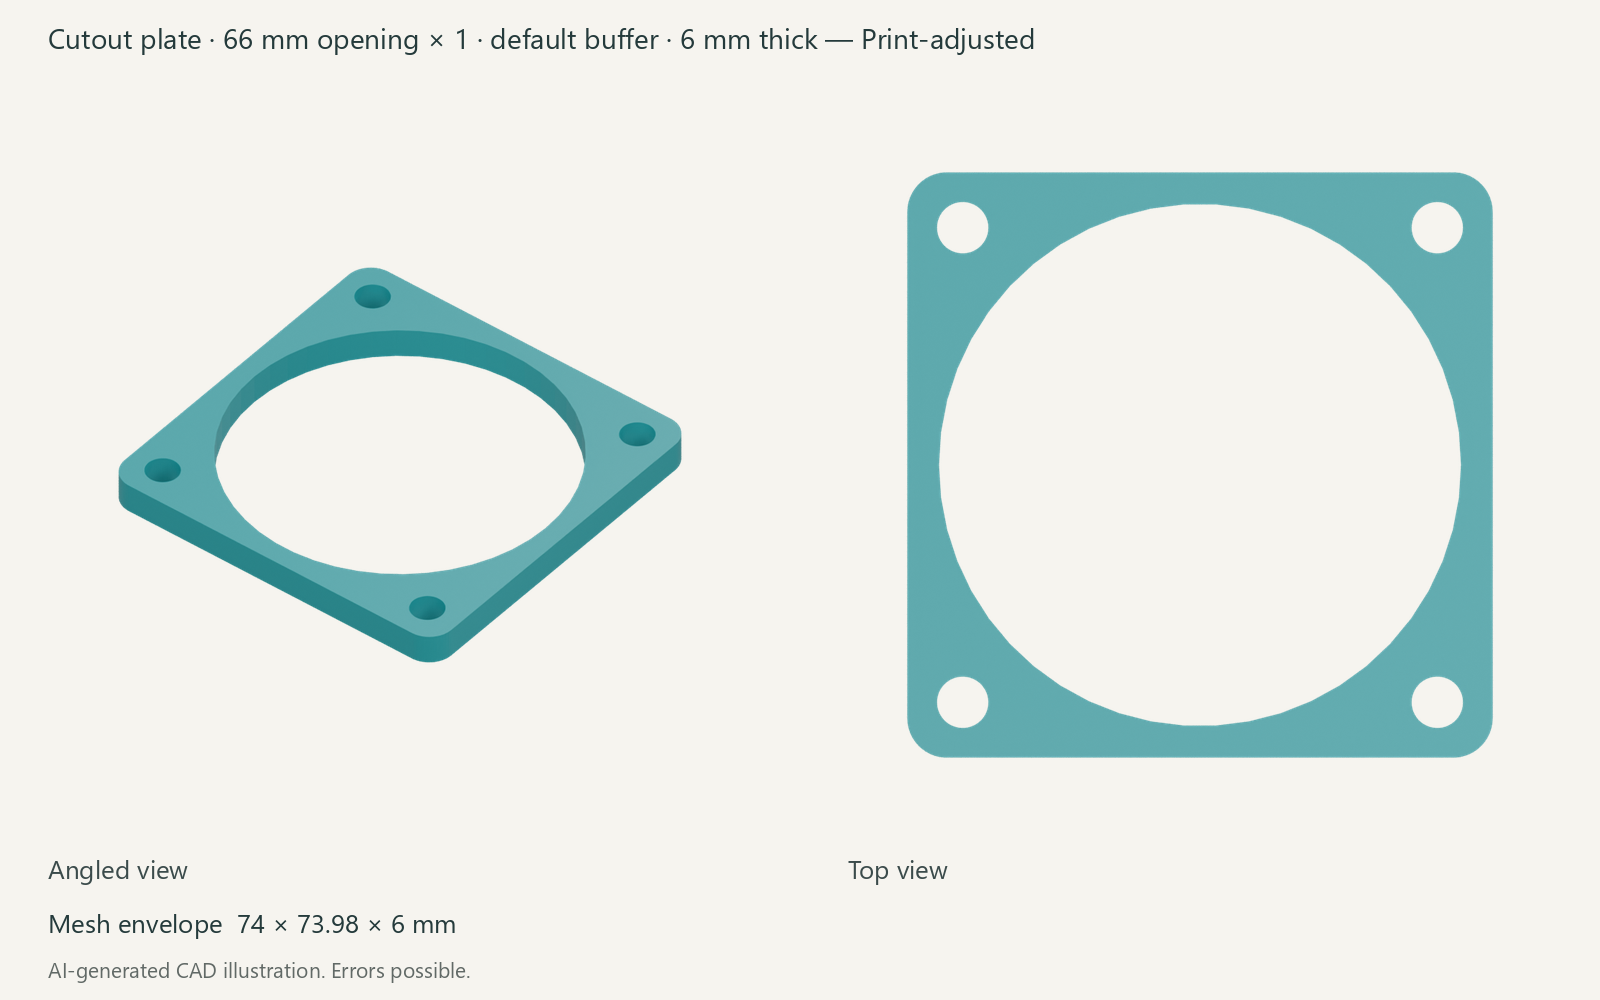 Cutout plate · 66 mm opening × 1 · default buffer · 6 mm thick — Print-adjusted
Angled view
Top view
Mesh envelope 74 × 73.98 × 6 mm
AI-generated CAD illustration. Errors possible.